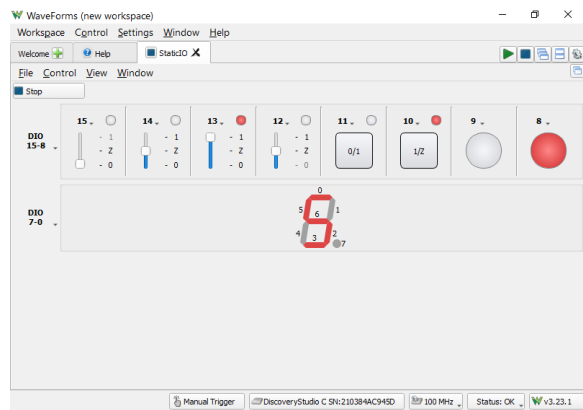 WaveForms (new workspace)
Workspace Control Settings Window Help
Welcome Help StaticIO
File Control View Window
Stop
DIO 15-8
15 - 1 - Z - 0
14 - 1 - Z - 0
13 - 1 - Z - 0
12 - 1 - Z - 0
11 0/1
10 1/Z
9
8
DIO 7-0
0
5 6 1
4 3 2
7
Manual Trigger DiscoveryStudio C SN:210384AC945D 100 MHz Status: OK v3.23.1